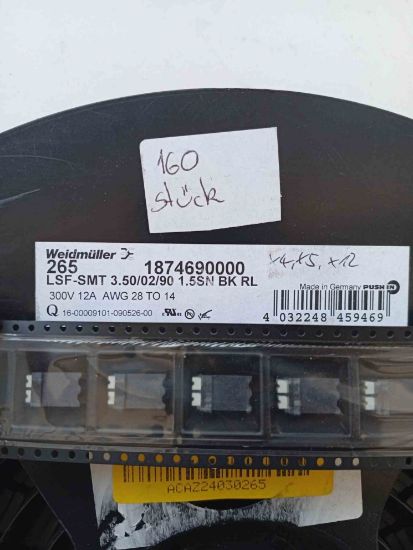 160
stück
Weidmüller
265 1874690000
LSF-SMT 3.50/02/90 1.5SN BK RL
300V 12A AWG 28 TO 14
Q 16-00009101-090526-00
x4, x5, x12
Made in Germany PUSH IN
4 032248 459469
ACAZ24030265